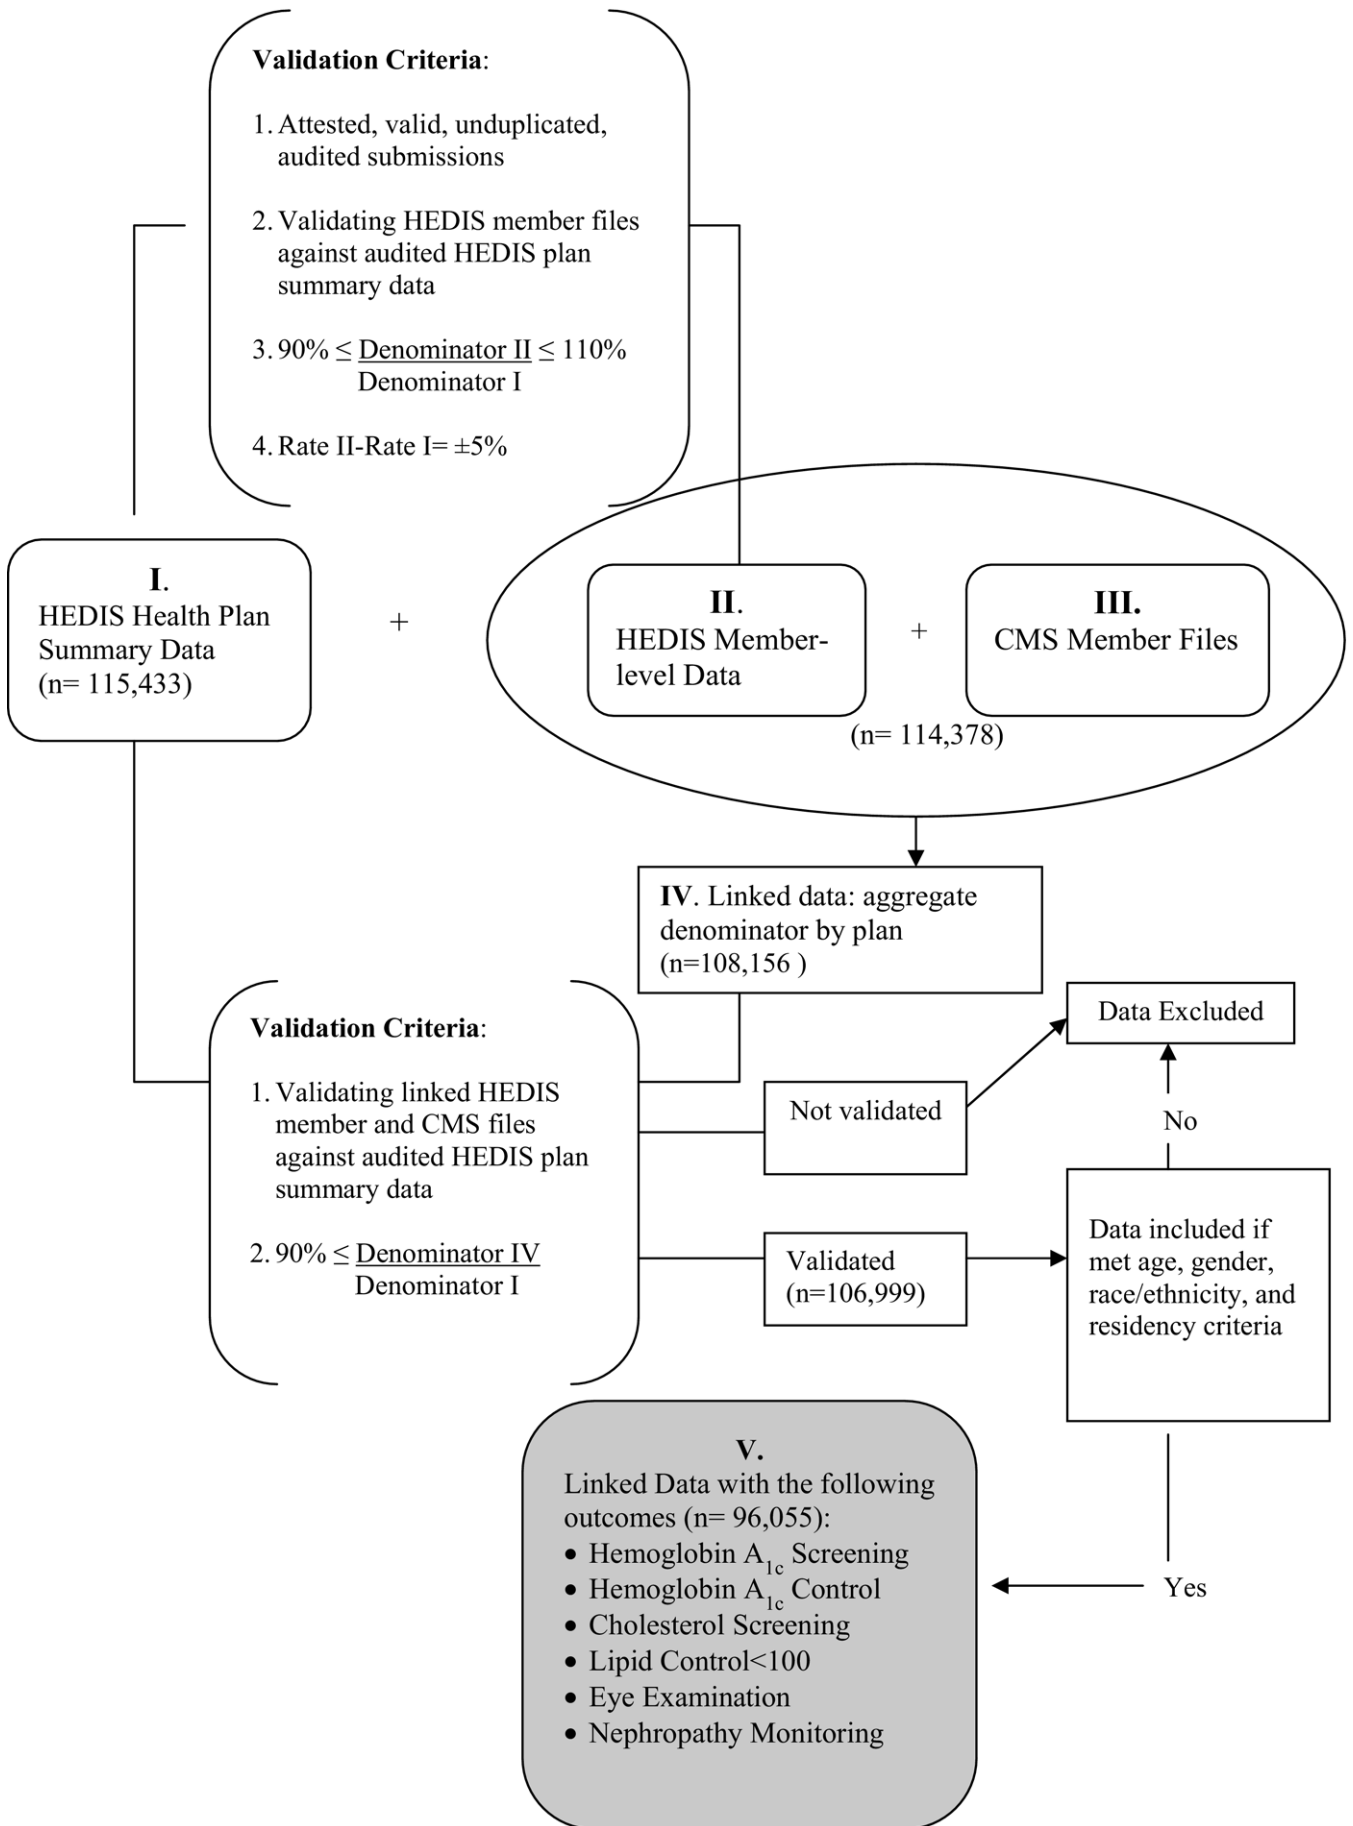 Validation Criteria:
1. Attested, valid, unduplicated,
audited submissions
2. Validating HEDIS member files
against audited HEDIS plan
summary data
3. 90% ≤ Denominator II ≤ 110%
Denominator I
4. Rate II-Rate I= ±5%
I.
HEDIS Health Plan
Summary Data
(n= 115,433)
+
II.
HEDIS Member-
level Data
+
III.
CMS Member Files
(n= 114,378)
IV. Linked data: aggregate
denominator by plan
(n=108,156 )
Validation Criteria:
1. Validating linked HEDIS
member and CMS files
against audited HEDIS plan
summary data
2. 90% ≤ Denominator IV
Denominator I
Data Excluded
Not validated
No
Validated
(n=106,999)
Data included if
met age, gender,
race/ethnicity, and
residency criteria
Yes
V.
Linked Data with the following
outcomes (n= 96,055):
• Hemoglobin A1c Screening
• Hemoglobin A1c Control
• Cholesterol Screening
• Lipid Control<100
• Eye Examination
• Nephropathy Monitoring